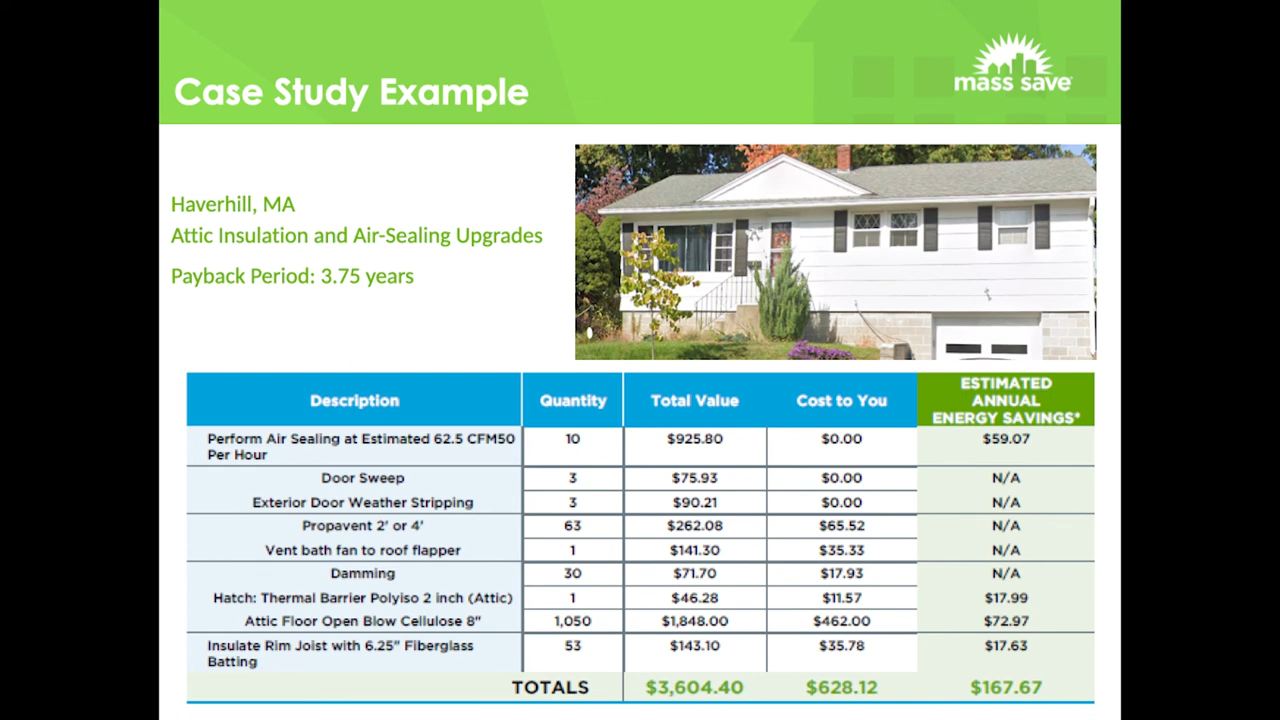 Case Study Example
mass save
Haverhill, MA
Attic Insulation and Air-Sealing Upgrades
Payback Period: 3.75 years
Description Quantity Total Value Cost to You ESTIMATED ANNUAL ENERGY SAVINGS*
Perform Air Sealing at Estimated 62.5 CFM50 10 $925.80 $0.00 $59.07
Per Hour
Door Sweep 3 $75.93 $0.00 N/A
Exterior Door Weather Stripping 3 $90.21 $0.00 N/A
Propavent 2' or 4' 63 $262.08 $65.52 N/A
Vent bath fan to roof flapper 1 $141.30 $35.33 N/A
Damming 30 $71.70 $17.93 N/A
Hatch: Thermal Barrier Polyiso 2 inch (Attic) 1 $46.28 $11.57 $17.99
Attic Floor Open Blow Cellulose 8" 1,050 $1,848.00 $462.00 $72.97
Insulate Rim Joist with 6.25" Fiberglass 53 $143.10 $35.78 $17.63
Batting
TOTALS $3,604.40 $628.12 $167.67